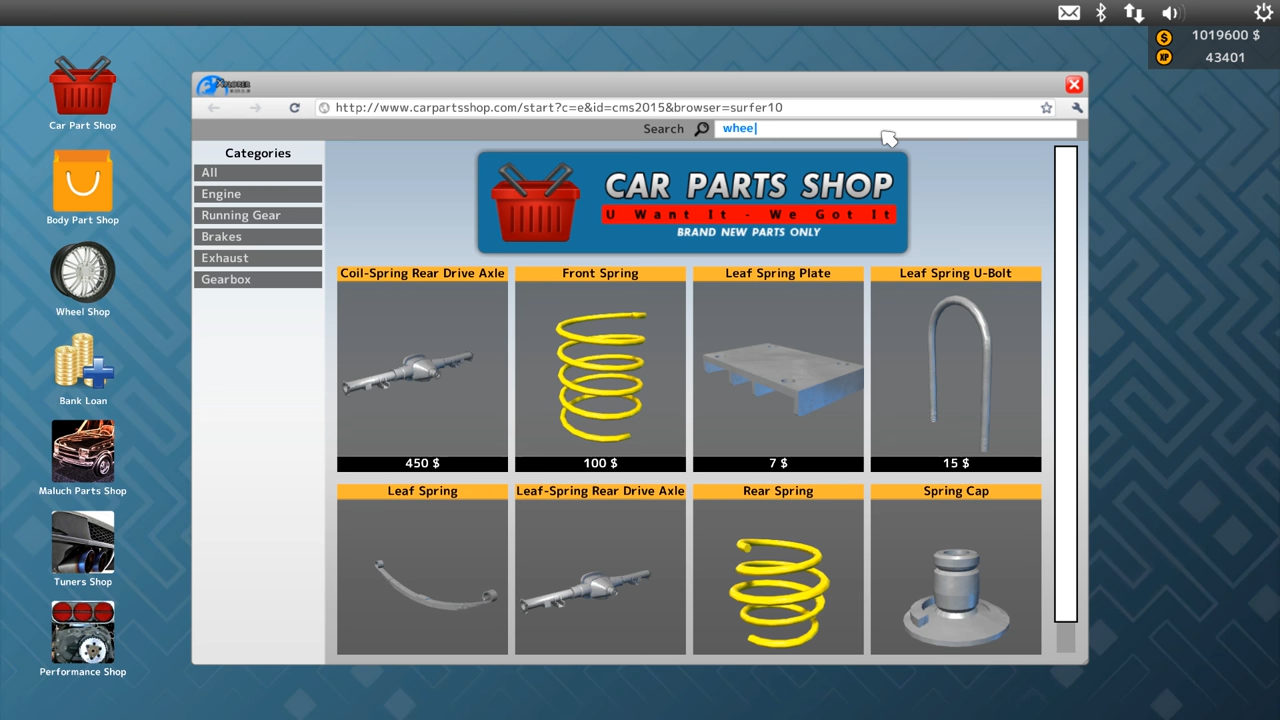 1019600 $
43401
Car Part Shop
Body Part Shop
Wheel Shop
Bank Loan
Maluch Parts Shop
Tuners Shop
Performance Shop
http://www.carpartsshop.com/start?c=e&id=cms2015&browser=surfer10
Search
whee
Categories
All
Engine
Running Gear
Brakes
Exhaust
Gearbox
CAR PARTS SHOP
U Want It - We Got It
BRAND NEW PARTS ONLY
Coil-Spring Rear Drive Axle
Front Spring
Leaf Spring Plate
Leaf Spring U-Bolt
450 $
100 $
7 $
15 $
Leaf Spring
Leaf-Spring Rear Drive Axle
Rear Spring
Spring Cap